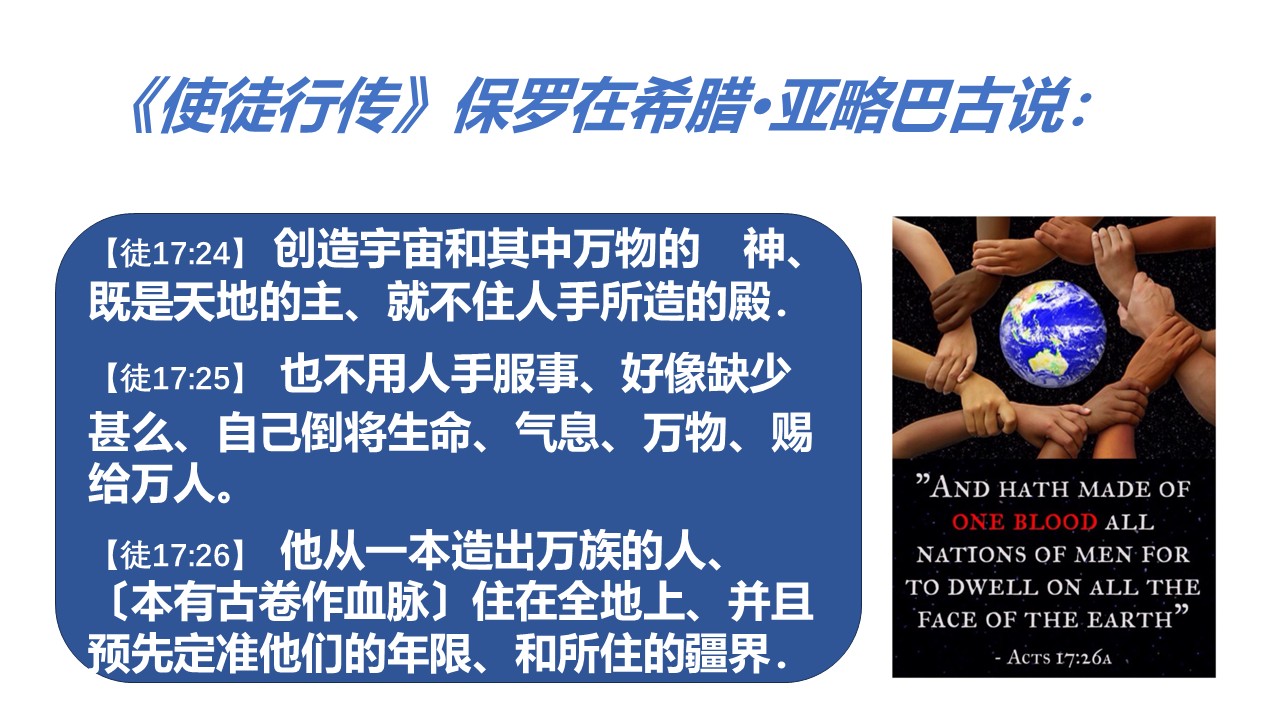 《使徒行传》保罗在希腊•亚略巴古说：
【徒17:24】 创造宇宙和其中万物的　神、
既是天地的主、就不住人手所造的殿．
【徒17:25】 也不用人手服事、好像缺少
甚么、自己倒将生命、气息、万物、赐
给万人。
【徒17:26】 他从一本造出万族的人、
〔本有古卷作血脉〕住在全地上、并且
预先定准他们的年限、和所住的疆界．
”And hath made of
one blood all
nations of men for
to dwell on all the
face of the earth”
- Acts 17:26a